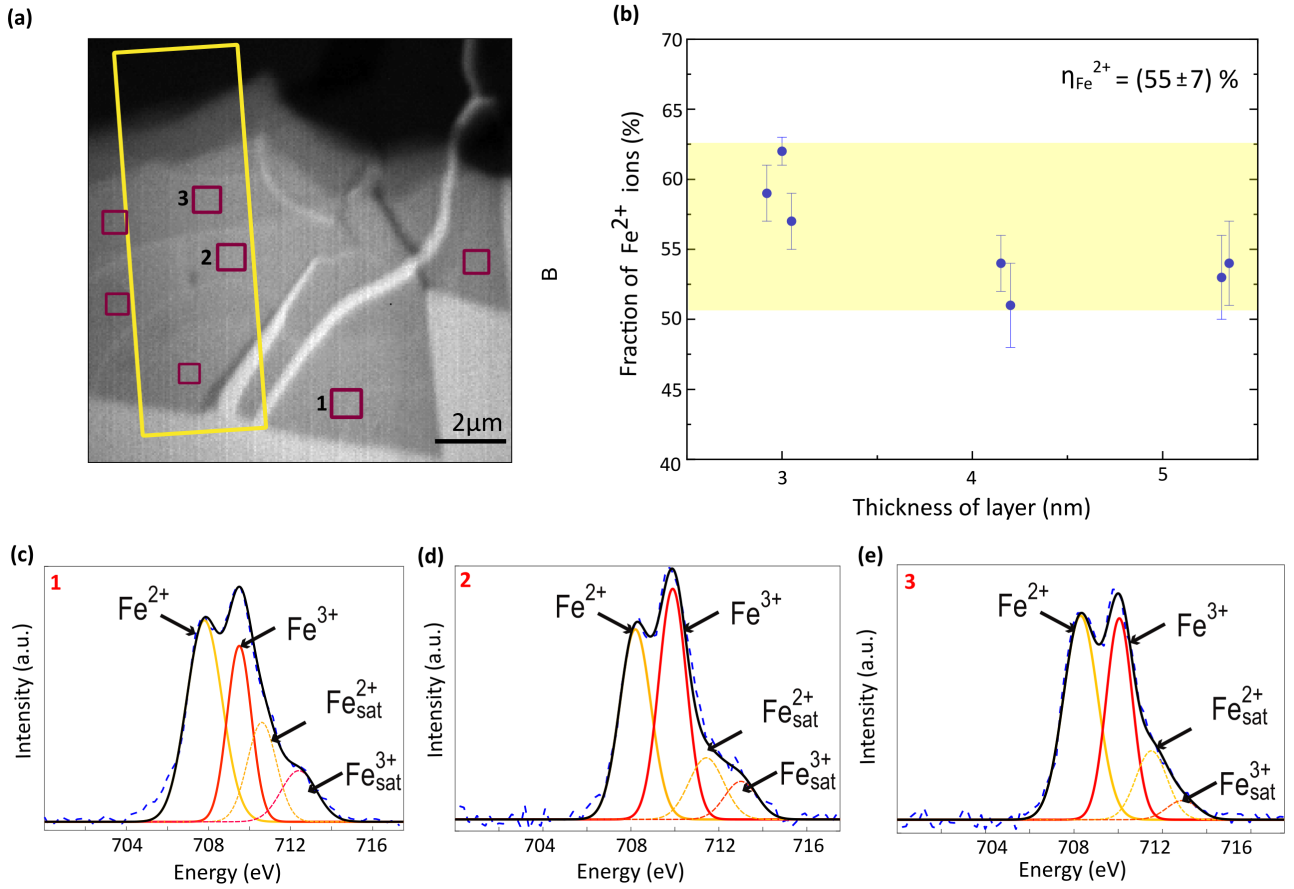 (a)
3
2
1
2μm
B
(b)
η_Fe²⁺ = (55±7) %
Fraction of Fe²⁺ ions (%)
70
65
60
55
50
45
40
3
4
5
Thickness of layer (nm)
(c)
1
Fe²⁺
Fe³⁺
Fe²⁺sat
Fe³⁺sat
Intensity (a.u.)
704
708
712
716
Energy (eV)
(d)
2
Fe²⁺
Fe³⁺
Fe²⁺sat
Fe³⁺sat
Intensity (a.u.)
704
708
712
716
Energy (eV)
(e)
3
Fe²⁺
Fe³⁺
Fe²⁺sat
Fe³⁺sat
Intensity (a.u.)
704
708
712
716
Energy (eV)